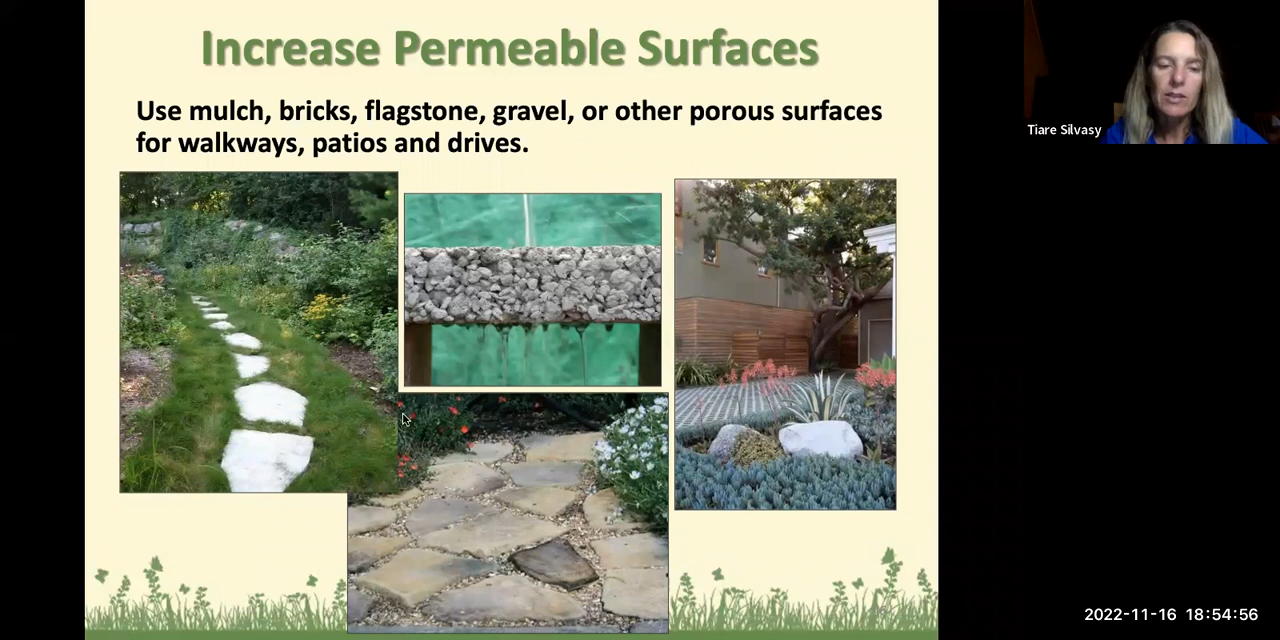 Increase Permeable Surfaces
Use mulch, bricks, flagstone, gravel, or other porous surfaces
for walkways, patios and drives.
Tiare Silvasy
2022-11-16 18:54:56